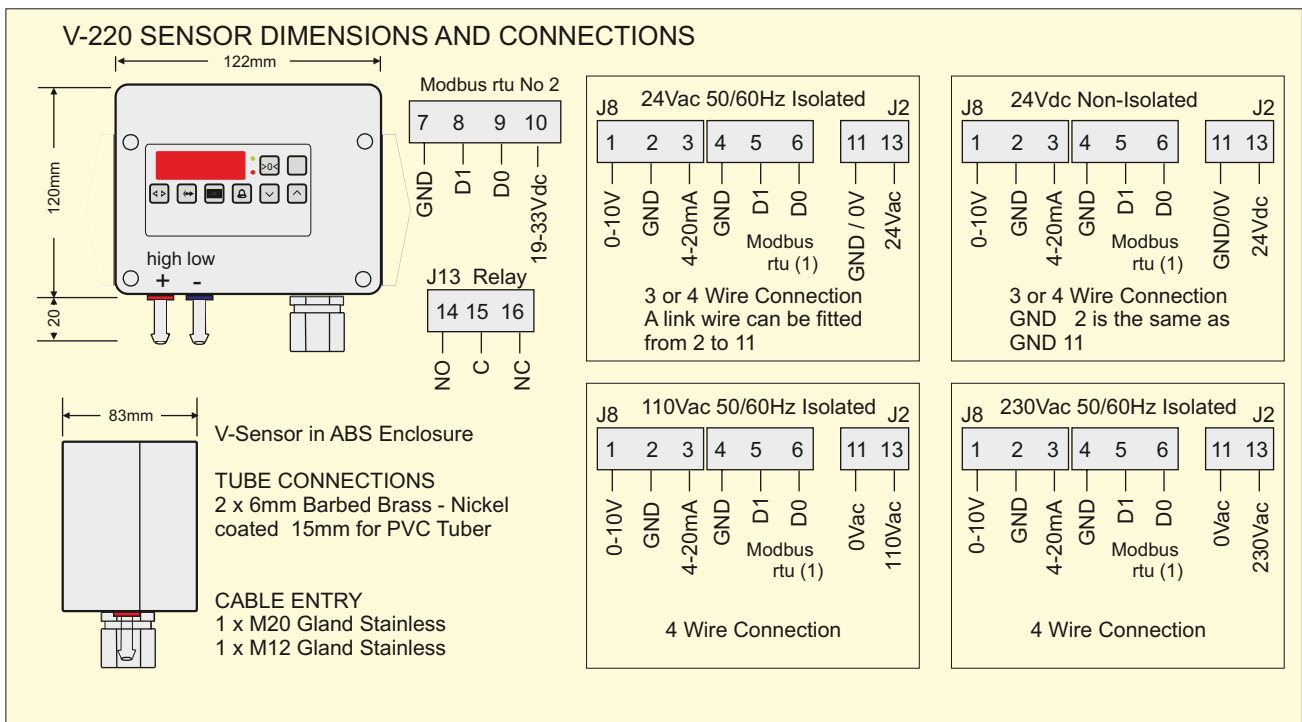 V-220 SENSOR DIMENSIONS AND CONNECTIONS
122mm
120mm
20
>0<
high low
+ -
Modbus rtu No 2
7 8 9 10
GND D1 D0 19-33Vdc
J13 Relay
14 15 16
NO C NC
J8 24Vac 50/60Hz Isolated J2
1 2 3 4 5 6 11 13
0-10V GND 4-20mA GND D1 D0 GND / 0V 24Vac
Modbus
rtu (1)
3 or 4 Wire Connection
A link wire can be fitted
from 2 to 11
J8 24Vdc Non-Isolated J2
1 2 3 4 5 6 11 13
0-10V GND 4-20mA GND D1 D0 GND/0V 24Vdc
Modbus
rtu (1)
3 or 4 Wire Connection
GND 2 is the same as
GND 11
83mm
V-Sensor in ABS Enclosure
TUBE CONNECTIONS
2 x 6mm Barbed Brass - Nickel
coated 15mm for PVC Tuber
CABLE ENTRY
1 x M20 Gland Stainless
1 x M12 Gland Stainless
J8 110Vac 50/60Hz Isolated J2
1 2 3 4 5 6 11 13
0-10V GND 4-20mA GND D1 D0 0Vac 110Vac
Modbus
rtu (1)
4 Wire Connection
J8 230Vac 50/60Hz Isolated J2
1 2 3 4 5 6 11 13
0-10V GND 4-20mA GND D1 D0 0Vac 230Vac
Modbus
rtu (1)
4 Wire Connection